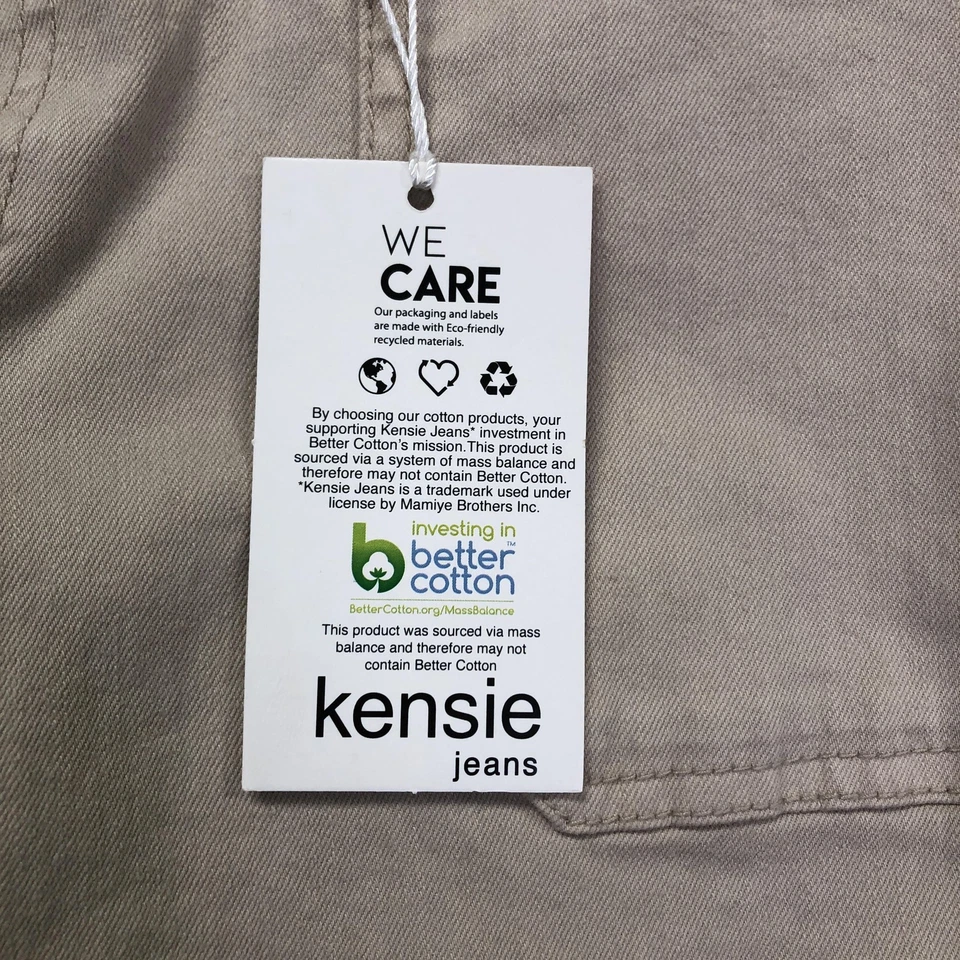 WE
CARE
Our packaging and labels
are made with Eco-friendly
recycled materials.
By choosing our cotton products, your
supporting Kensie Jeans* investment in
Better Cotton's mission.This product is
sourced via a system of mass balance and
therefore may not contain Better Cotton.
*Kensie Jeans is a trademark used under
license by Mamiye Brothers Inc.
investing in
better™
cotton
BetterCotton.org/MassBalance
This product was sourced via mass
balance and therefore may not
contain Better Cotton
kensie
jeans